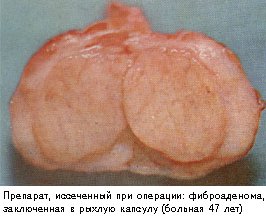 Препарат, иссеченный при операции: фиброаденома,
заключенная в рыхлую капсулу (больная 47 лет)